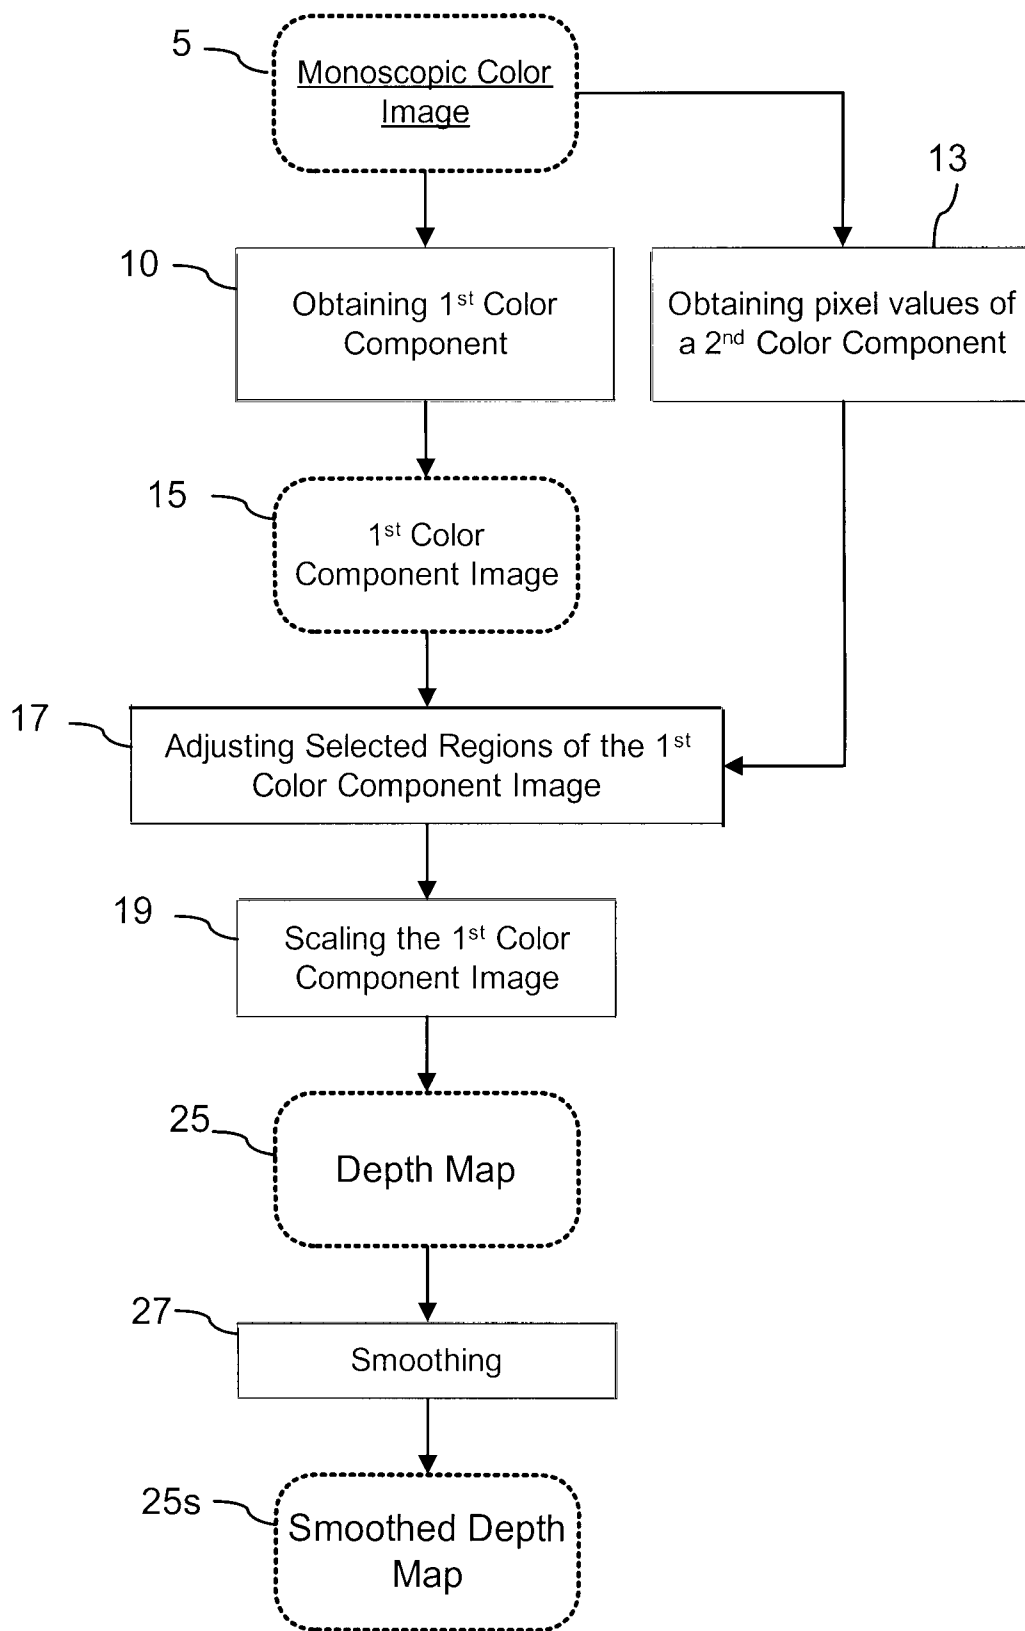 5
Monoscopic Color
Image
13
10
Obtaining 1st Color
Component
Obtaining pixel values of
a 2nd Color Component
15
1st Color
Component Image
17
Adjusting Selected Regions of the 1st
Color Component Image
19
Scaling the 1st Color
Component Image
25
Depth Map
27
Smoothing
25s
Smoothed Depth
Map